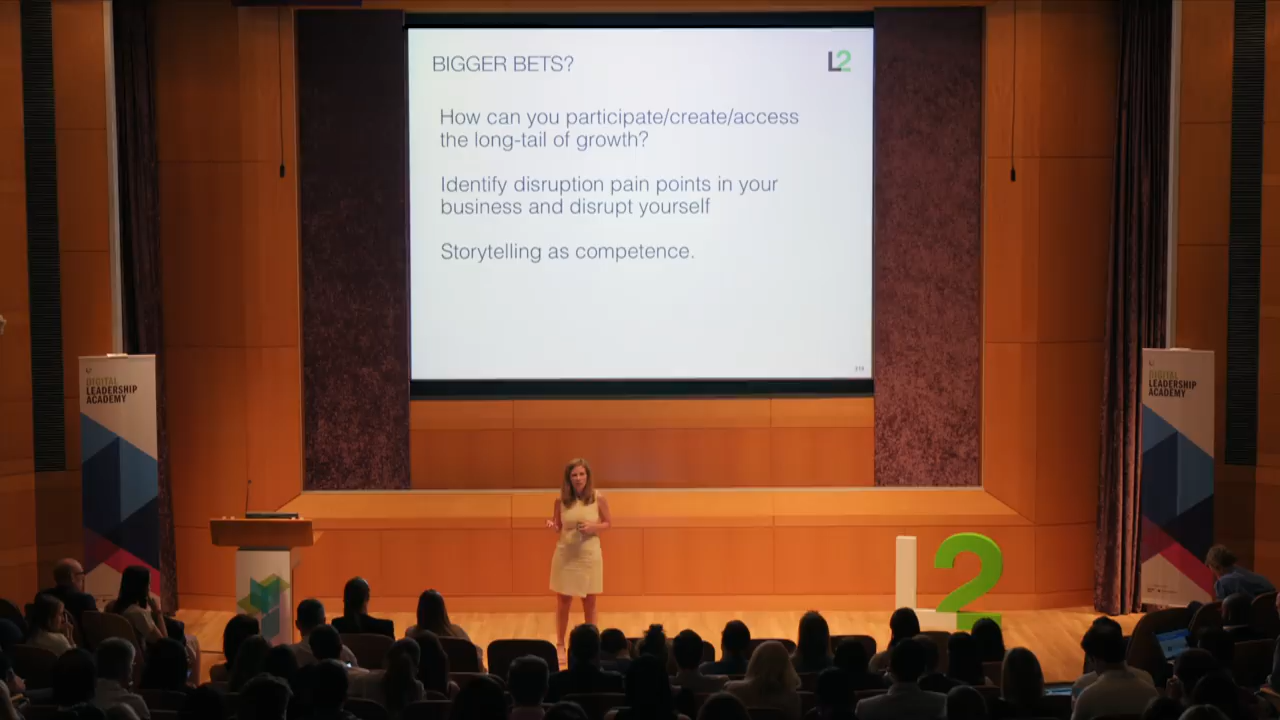 BIGGER BETS?
L2
How can you participate/create/access
the long-tail of growth?
Identify disruption pain points in your
business and disrupt yourself
Storytelling as competence.
DIGITAL
LEADERSHIP
ACADEMY
DIGITAL
LEADERSHIP
ACADEMY
L2